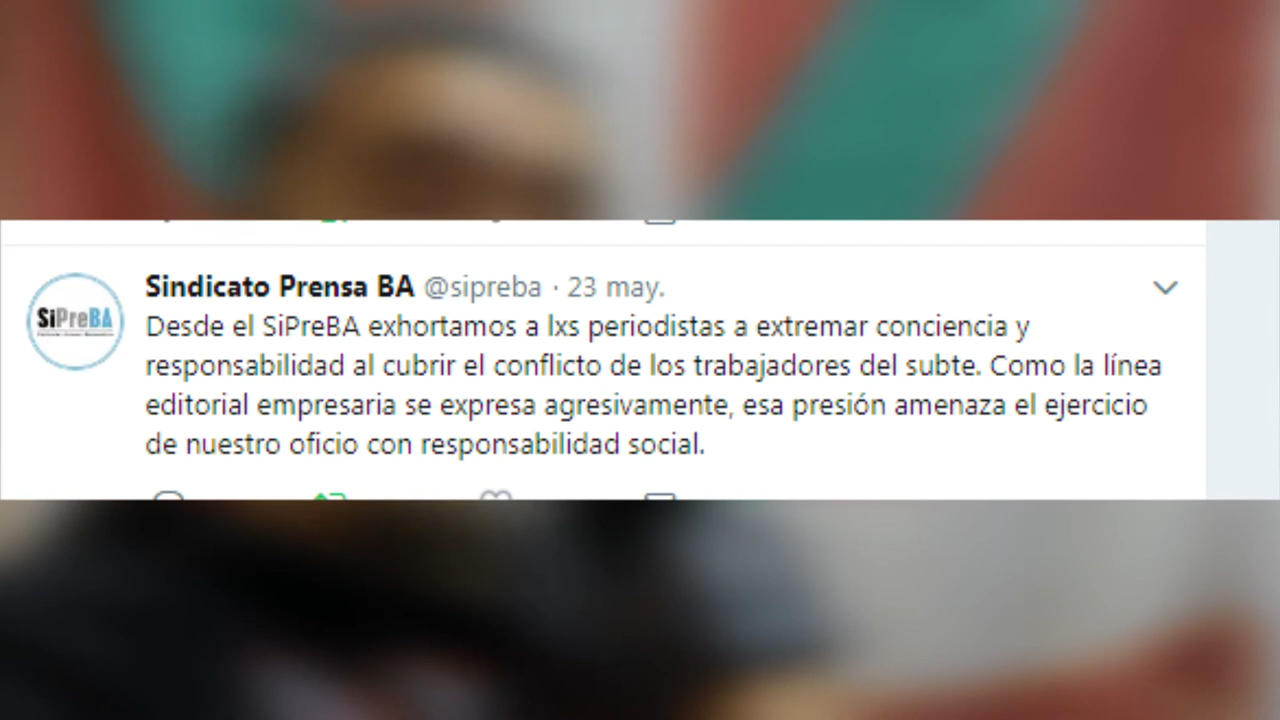 Sindicato Prensa BA @sipreba · 23 may.
SiPreBA
Desde el SiPreBA exhortamos a lxs periodistas a extremar conciencia y
responsabilidad al cubrir el conflicto de los trabajadores del subte. Como la línea
editorial empresaria se expresa agresivamente, esa presión amenaza el ejercicio
de nuestro oficio con responsabilidad social.